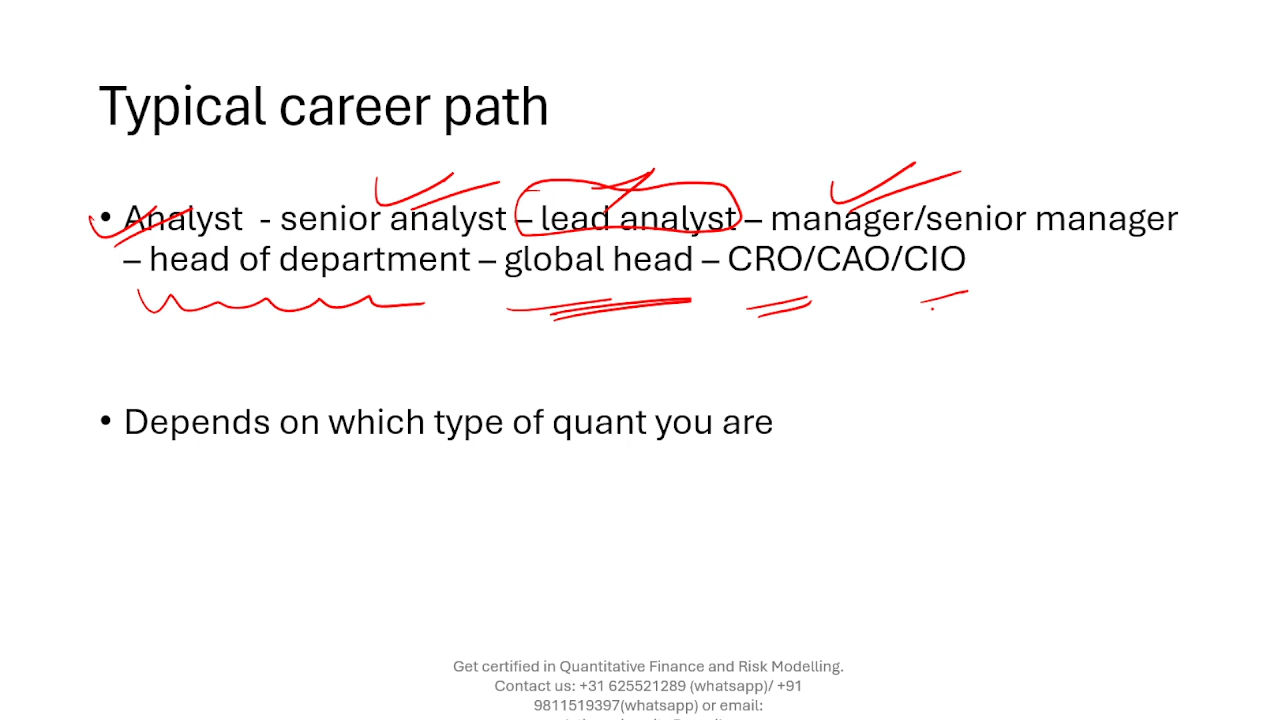 Typical career path
• Analyst - senior analyst – lead analyst – manager/senior manager
– head of department – global head – CRO/CAO/CIO
• Depends on which type of quant you are
Get certified in Quantitative Finance and Risk Modelling.
Contact us: +31 625521289 (whatsapp)/ +91
9811519397(whatsapp) or email: